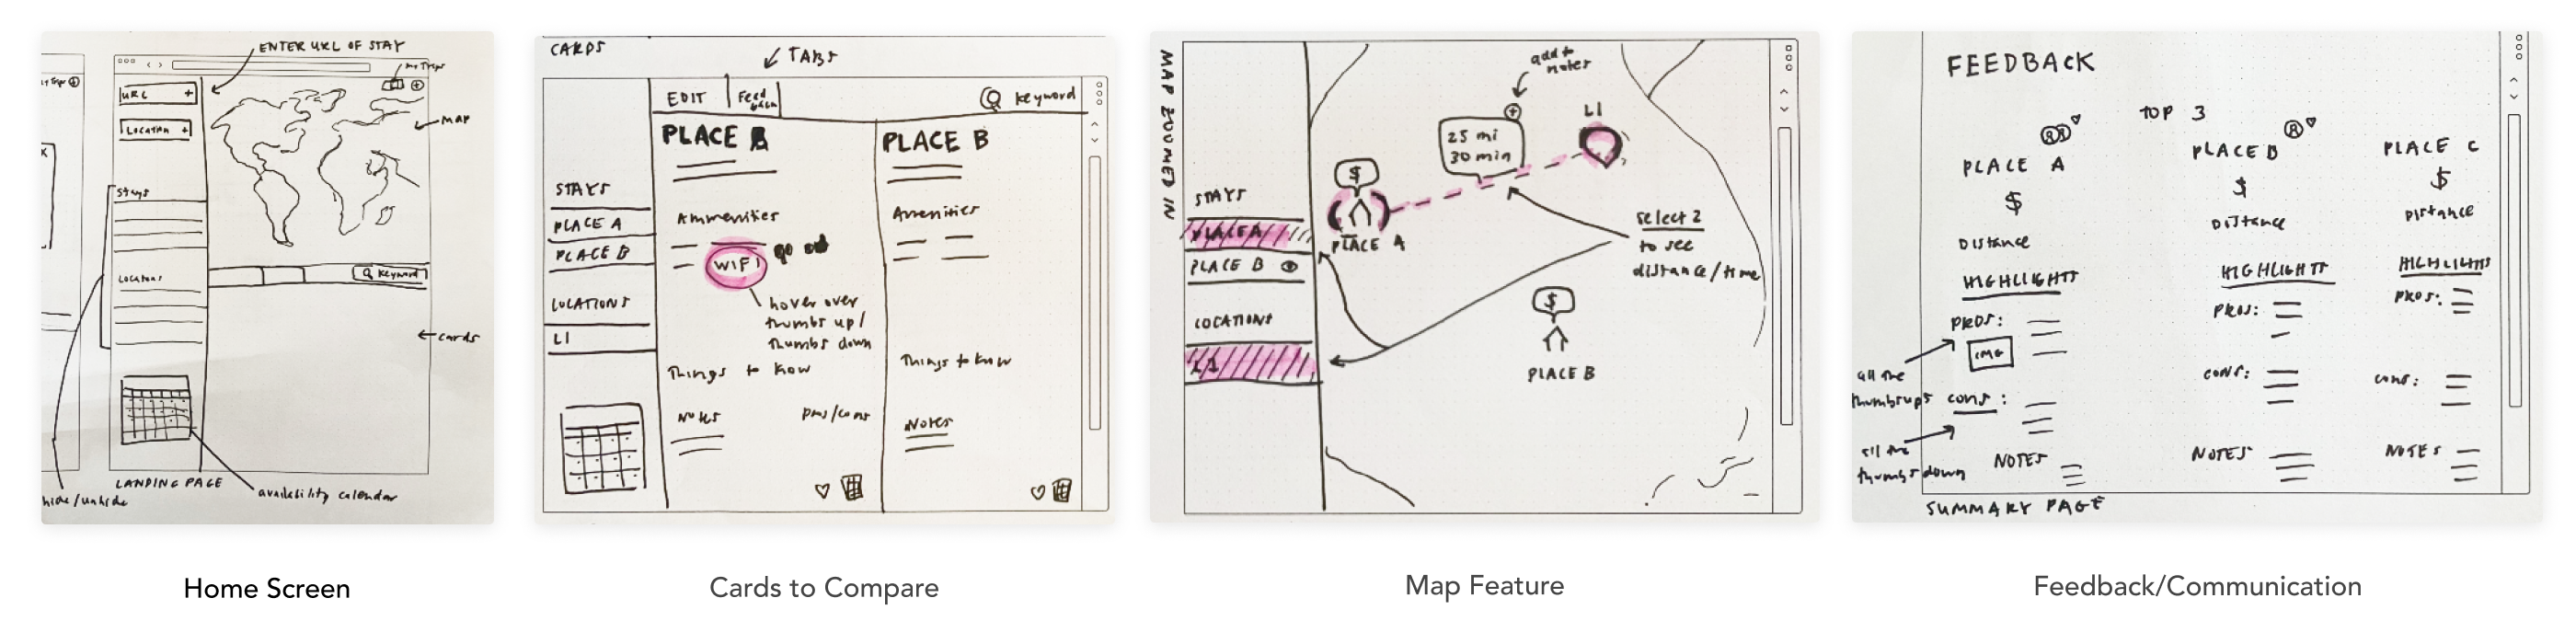 ENTER URL OF STAY
my Trips
URL +
LOCATION +
MAP
Stays
Locations
keyword
cards
LANDING PAGE
hide/unhide
availability calendar
Home Screen
CARDS
TABS
EDIT
Feed back
keyword
PLACE B
PLACE B
STAYS
PLACE A
PLACE B
LOCATIONS
L1
Ammenities
Amenities
WIFI
hover over
thumbs up/
thumbs down
Things to know
Things to know
Notes
pros/cons
Notes
Cards to Compare
MAP ZOOMED IN
add to
notes
L1
25 mi
30 min
$
PLACE A
STAYS
PLACE A
PLACE B
LOCATIONS
L1
select 2
to see
distance/time
$
PLACE B
Map Feature
FEEDBACK
TOP 3
PLACE A
$
Distance
HIGHLIGHTS
PROS:
IMG
cons:
NOTES
PLACE B
$
Distance
HIGHLIGHTS
PROS:
cons:
NOTES
PLACE C
$
Distance
HIGHLIGHTS
PROS:
cons:
NOTES
all the
thumbs ups
all the
thumbs down
SUMMARY PAGE
Feedback/Communication